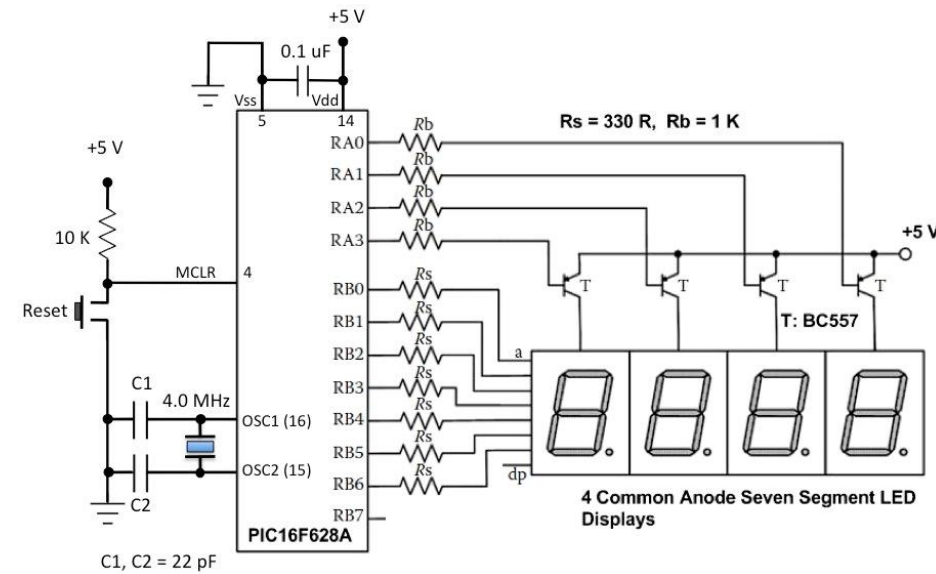 +5 V
0.1 uF
Vss
Vdd
5
14
Rs = 330 R, Rb = 1 K
RA0
Rb
RA1
Rb
RA2
Rb
RA3
Rb
+5 V
+5 V
10 K
MCLR
4
T
T
T
T
T: BC557
Reset
RB0
Rs
RB1
Rs
RB2
Rs
RB3
Rs
RB4
Rs
RB5
Rs
RB6
Rs
RB7
a
dp
C1
4.0 MHz
OSC1 (16)
OSC2 (15)
C2
PIC16F628A
4 Common Anode Seven Segment LED
Displays
C1, C2 = 22 pF